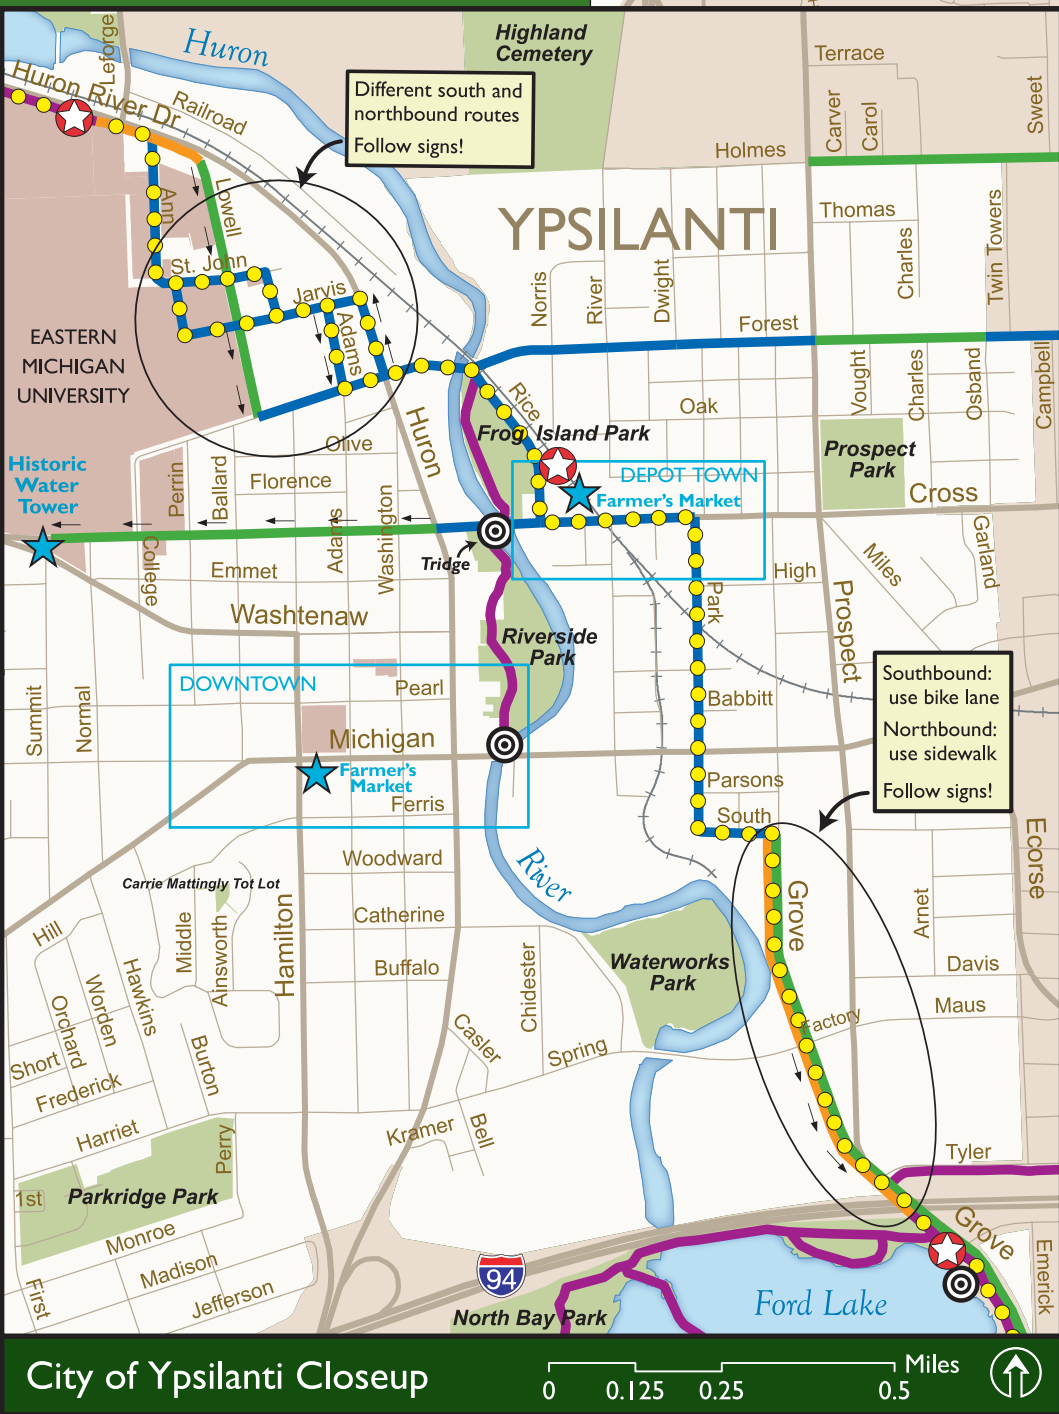 Highland
Cemetery
Huron
Leforge
Huron River Dr
Railroad
Different south and
northbound routes
Follow signs!
Terrace
Carver
Carol
Sweet
Holmes
YPSILANTI
Thomas
Charles
Twin Towers
Ann
Lowell
St. John
Jarvis
Adams
Norris
River
Dwight
Forest
EASTERN
MICHIGAN
UNIVERSITY
Huron
Rice
Oak
Vought
Charles
Osband
Campbell
Frog Island Park
Prospect
Park
Olive
Historic
Water
Tower
Perrin
Ballard
Florence
Washington
DEPOT TOWN
Farmer's Market
Cross
Adams
College
Emmet
Tridge
High
Miles
Garland
Washtenaw
Park
Prospect
Riverside
Park
Southbound:
use bike lane
Northbound:
use sidewalk
Follow signs!
DOWNTOWN
Pearl
Summit
Normal
Babbitt
Michigan
Farmer's
Market
Ferris
Parsons
South
Ecorse
Woodward
River
Carrie Mattingly Tot Lot
Grove
Arnet
Hill
Middle
Ainsworth
Hamilton
Catherine
Buffalo
Chidester
Waterworks
Park
Davis
Maus
Factory
Hawkins
Worden
Orchard
Short
Frederick
Burton
Casler
Spring
Harriet
Perry
Kramer
Bell
Tyler
1st
Parkridge Park
Monroe
Madison
Jefferson
First
94
North Bay Park
Ford Lake
Grove
Emerick
City of Ypsilanti Closeup
Miles
0 0.125 0.25 0.5